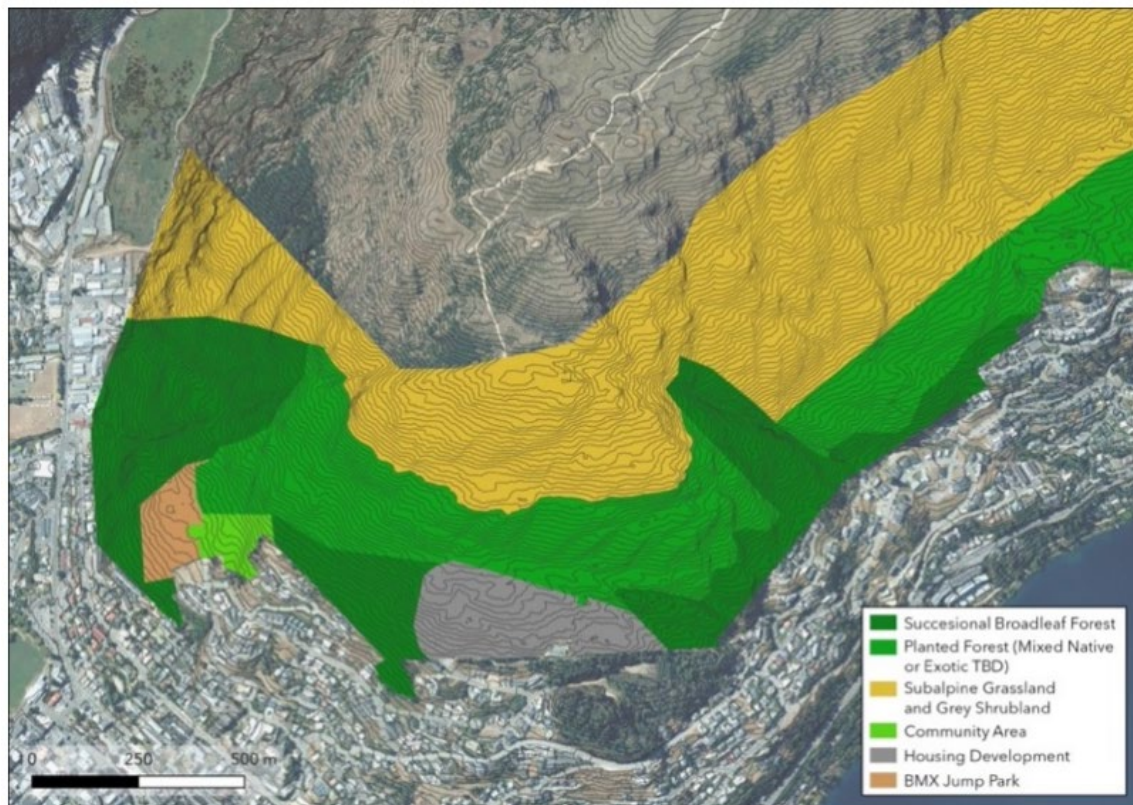 Succesional Broadleaf Forest
Planted Forest (Mixed Native
or Exotic TBD)
Subalpine Grassland
and Grey Shrubland
Community Area
Housing Development
BMX Jump Park
0 250 500 m